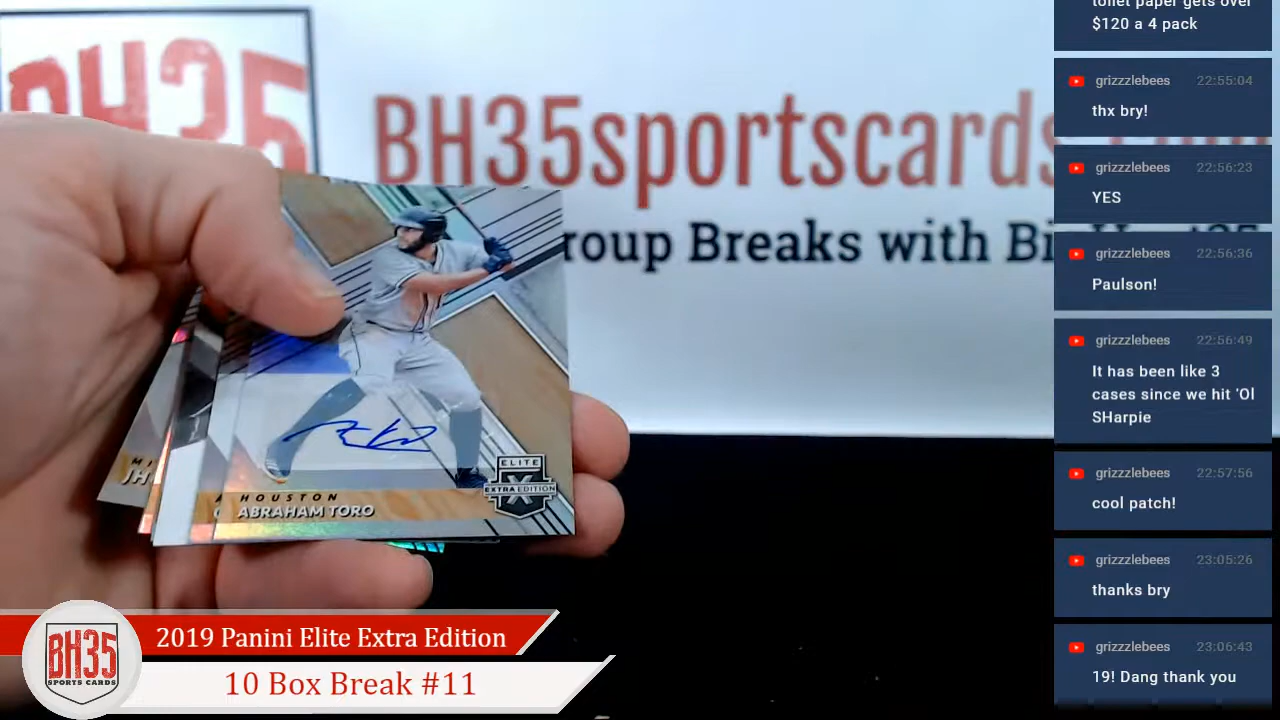 BH35
BH35sportscards
roup Breaks with Bi
HOUSTON
ABRAHAM TORO
ELITE
EXTRA EDITION
X
BH35
SPORTS CARDS
2019 Panini Elite Extra Edition
10 Box Break #11
toilet paper gets over
$120 a 4 pack
grizzzlebees 22:55:04
thx bry!
grizzzlebees 22:56:23
YES
grizzzlebees 22:56:36
Paulson!
grizzzlebees 22:56:49
It has been like 3
cases since we hit 'Ol
SHarpie
grizzzlebees 22:57:56
cool patch!
grizzzlebees 23:05:26
thanks bry
grizzzlebees 23:06:43
19! Dang thank you